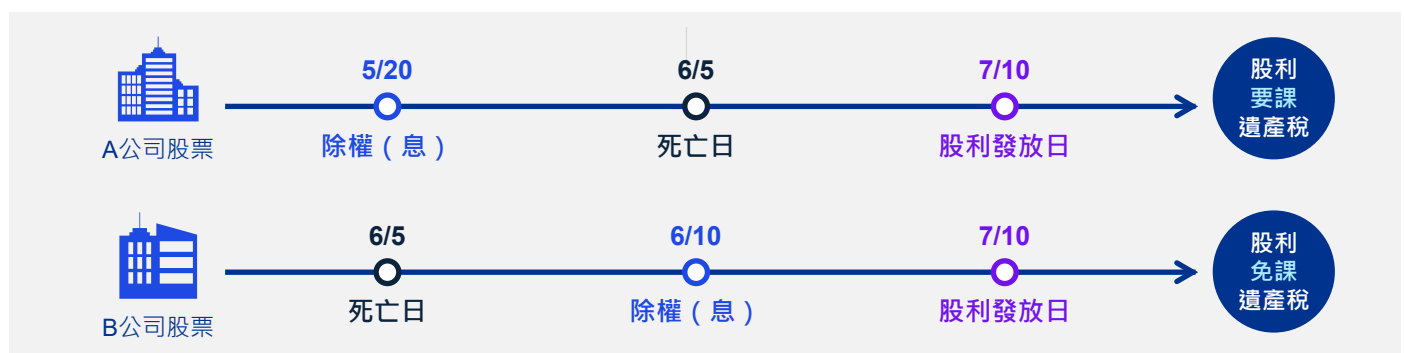 5/20
6/5
7/10
A公司股票
除權（息）
死亡日
股利發放日
股利
要課
遺產稅
6/5
6/10
7/10
B公司股票
死亡日
除權（息）
股利發放日
股利
免課
遺產稅